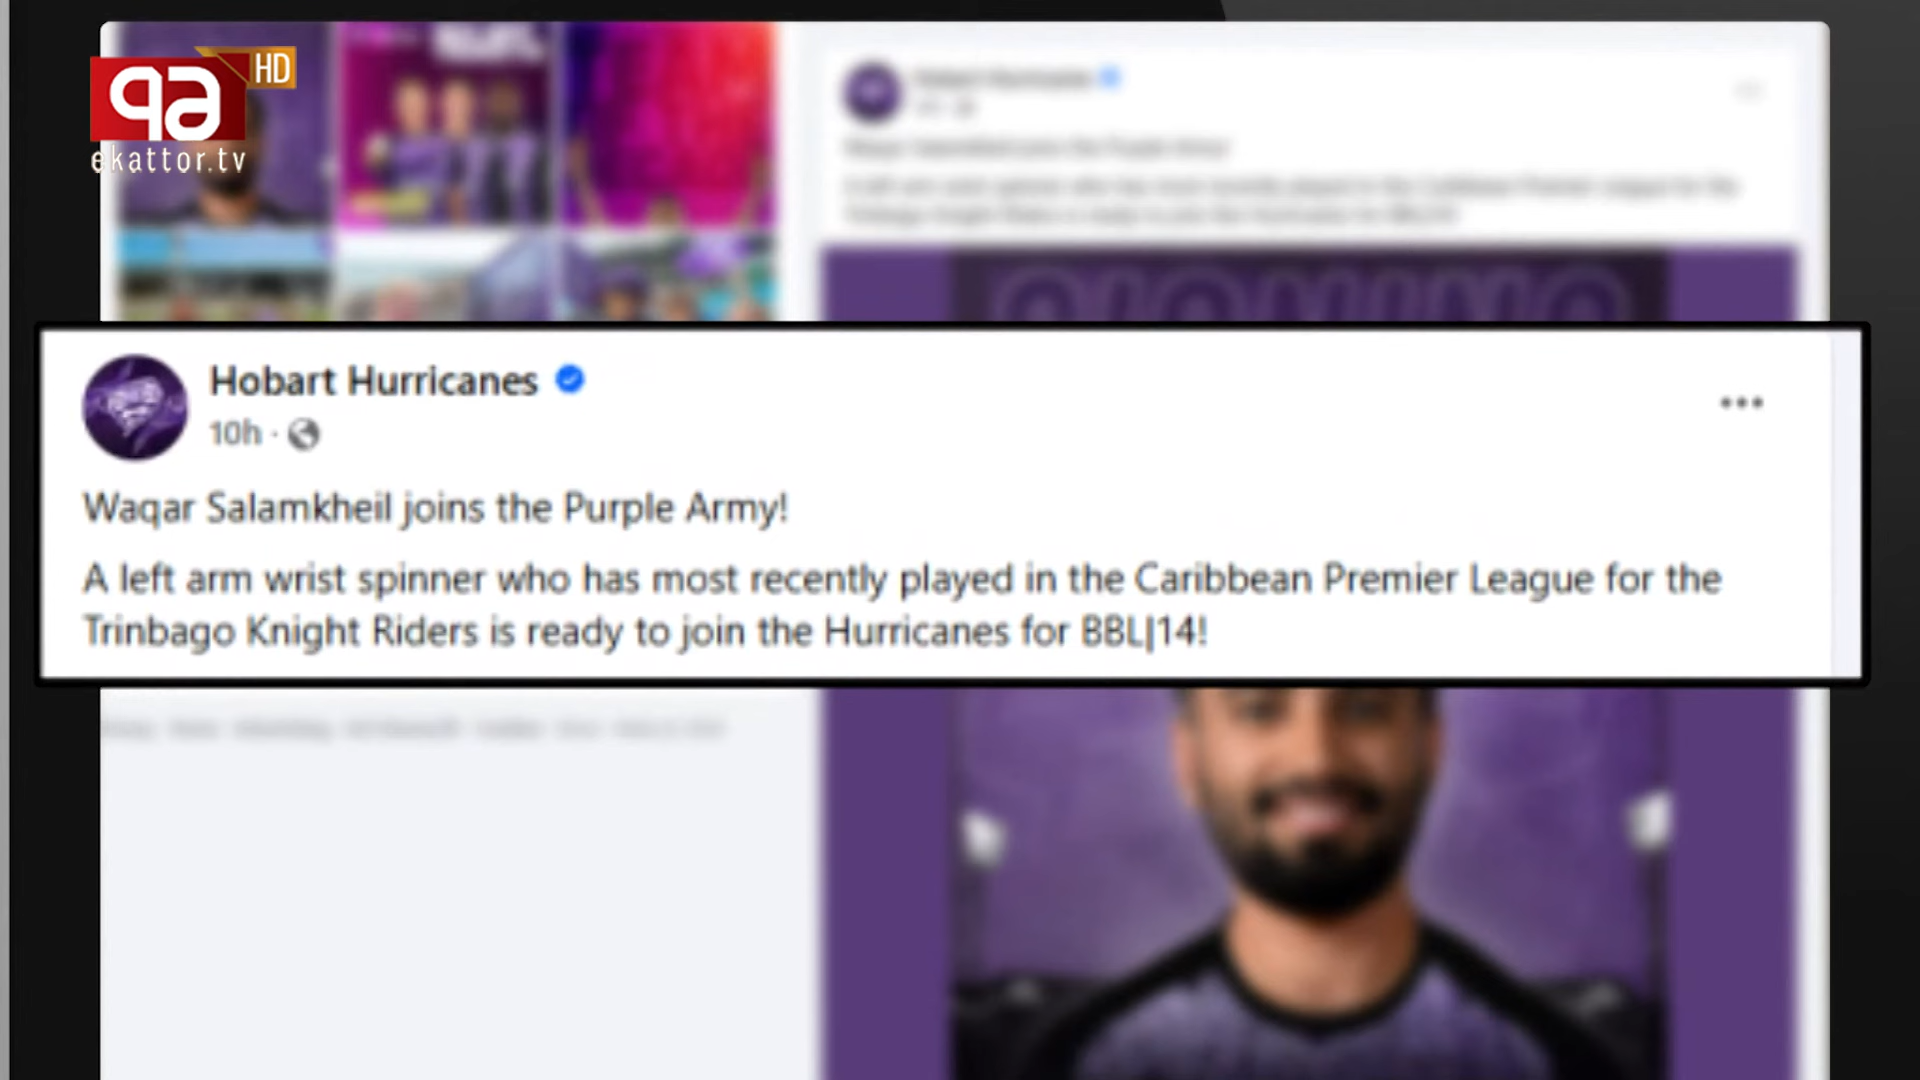 ৭১
HD
ekattor.tv
Hobart Hurricanes
10h ·
Waqar Salamkheil joins the Purple Army!
A left arm wrist spinner who has most recently played in the Caribbean Premier League for the
Trinbago Knight Riders is ready to join the Hurricanes for BBL|14!